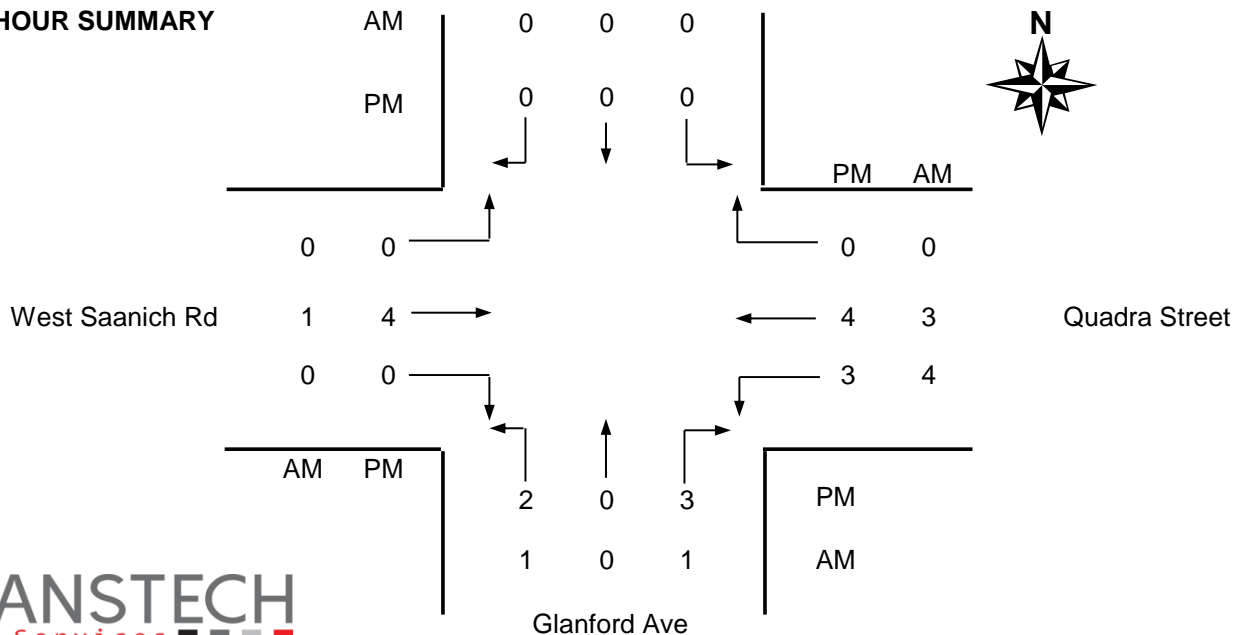 HOUR SUMMARY AM 0 0 0
N
PM 0 0 0
PM AM
0 0 0 0
West Saanich Rd 1 4 4 3 Quadra Street
0 0 3 4
AM PM
2 0 3 PM
1 0 1 AM
ANSTECH
Services
Glanford Ave